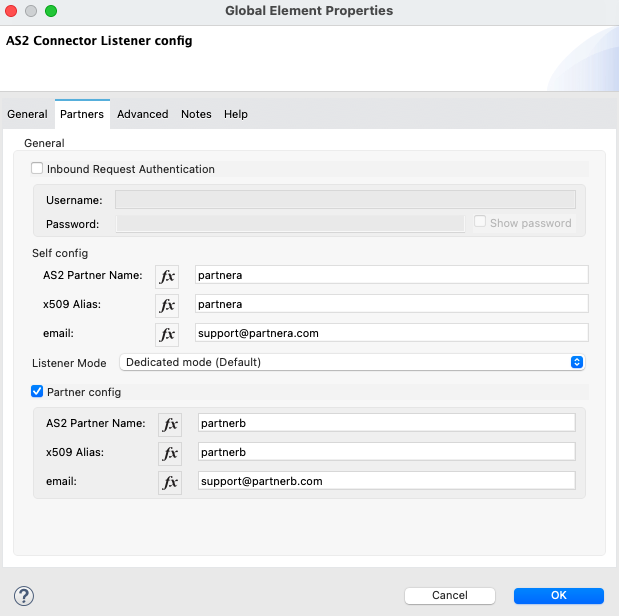 Global Element Properties
AS2 Connector Listener config
General Partners Advanced Notes Help
General
Inbound Request Authentication
Username:
Password: Show password
Self config
AS2 Partner Name: fx partnera
x509 Alias: fx partnera
email: fx support@partnera.com
Listener Mode Dedicated mode (Default)
Partner config
AS2 Partner Name: fx partnerb
x509 Alias: fx partnerb
email: fx support@partnerb.com
? Cancel OK